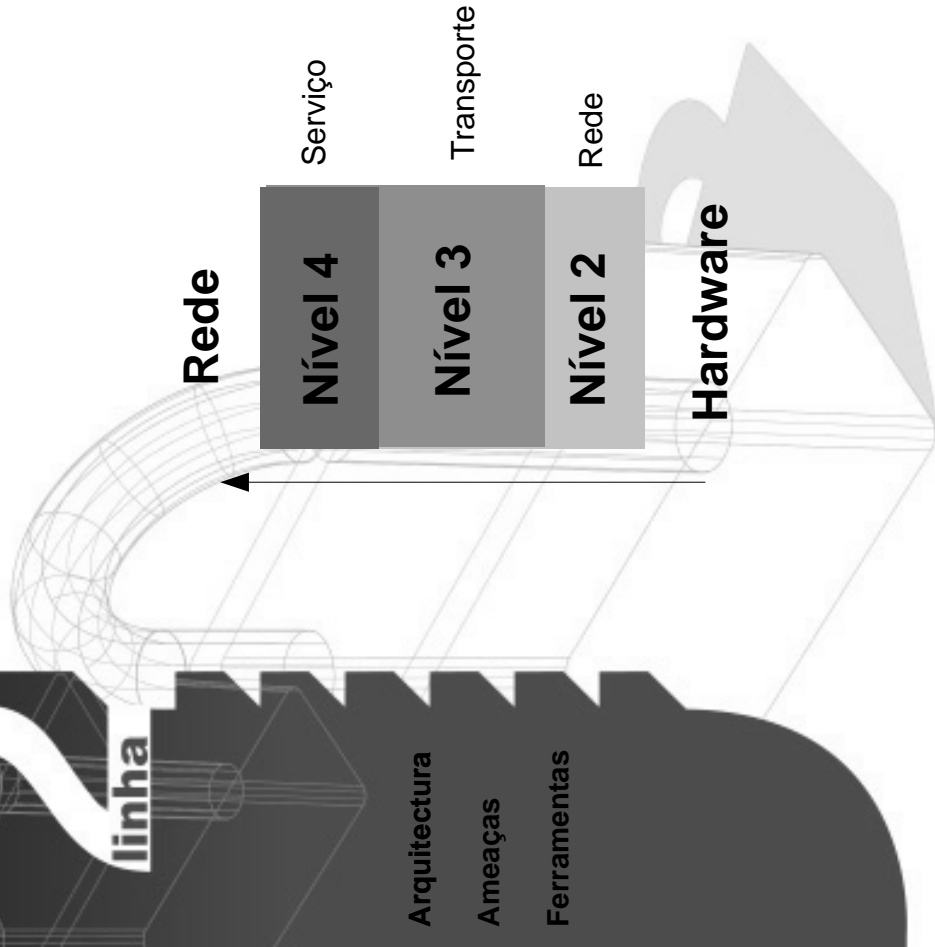 linha
Arquitectura
Ameaças
Ferramentas
Rede
Nível 4
Serviço
Nível 3
Transporte
Nível 2
Rede
Hardware